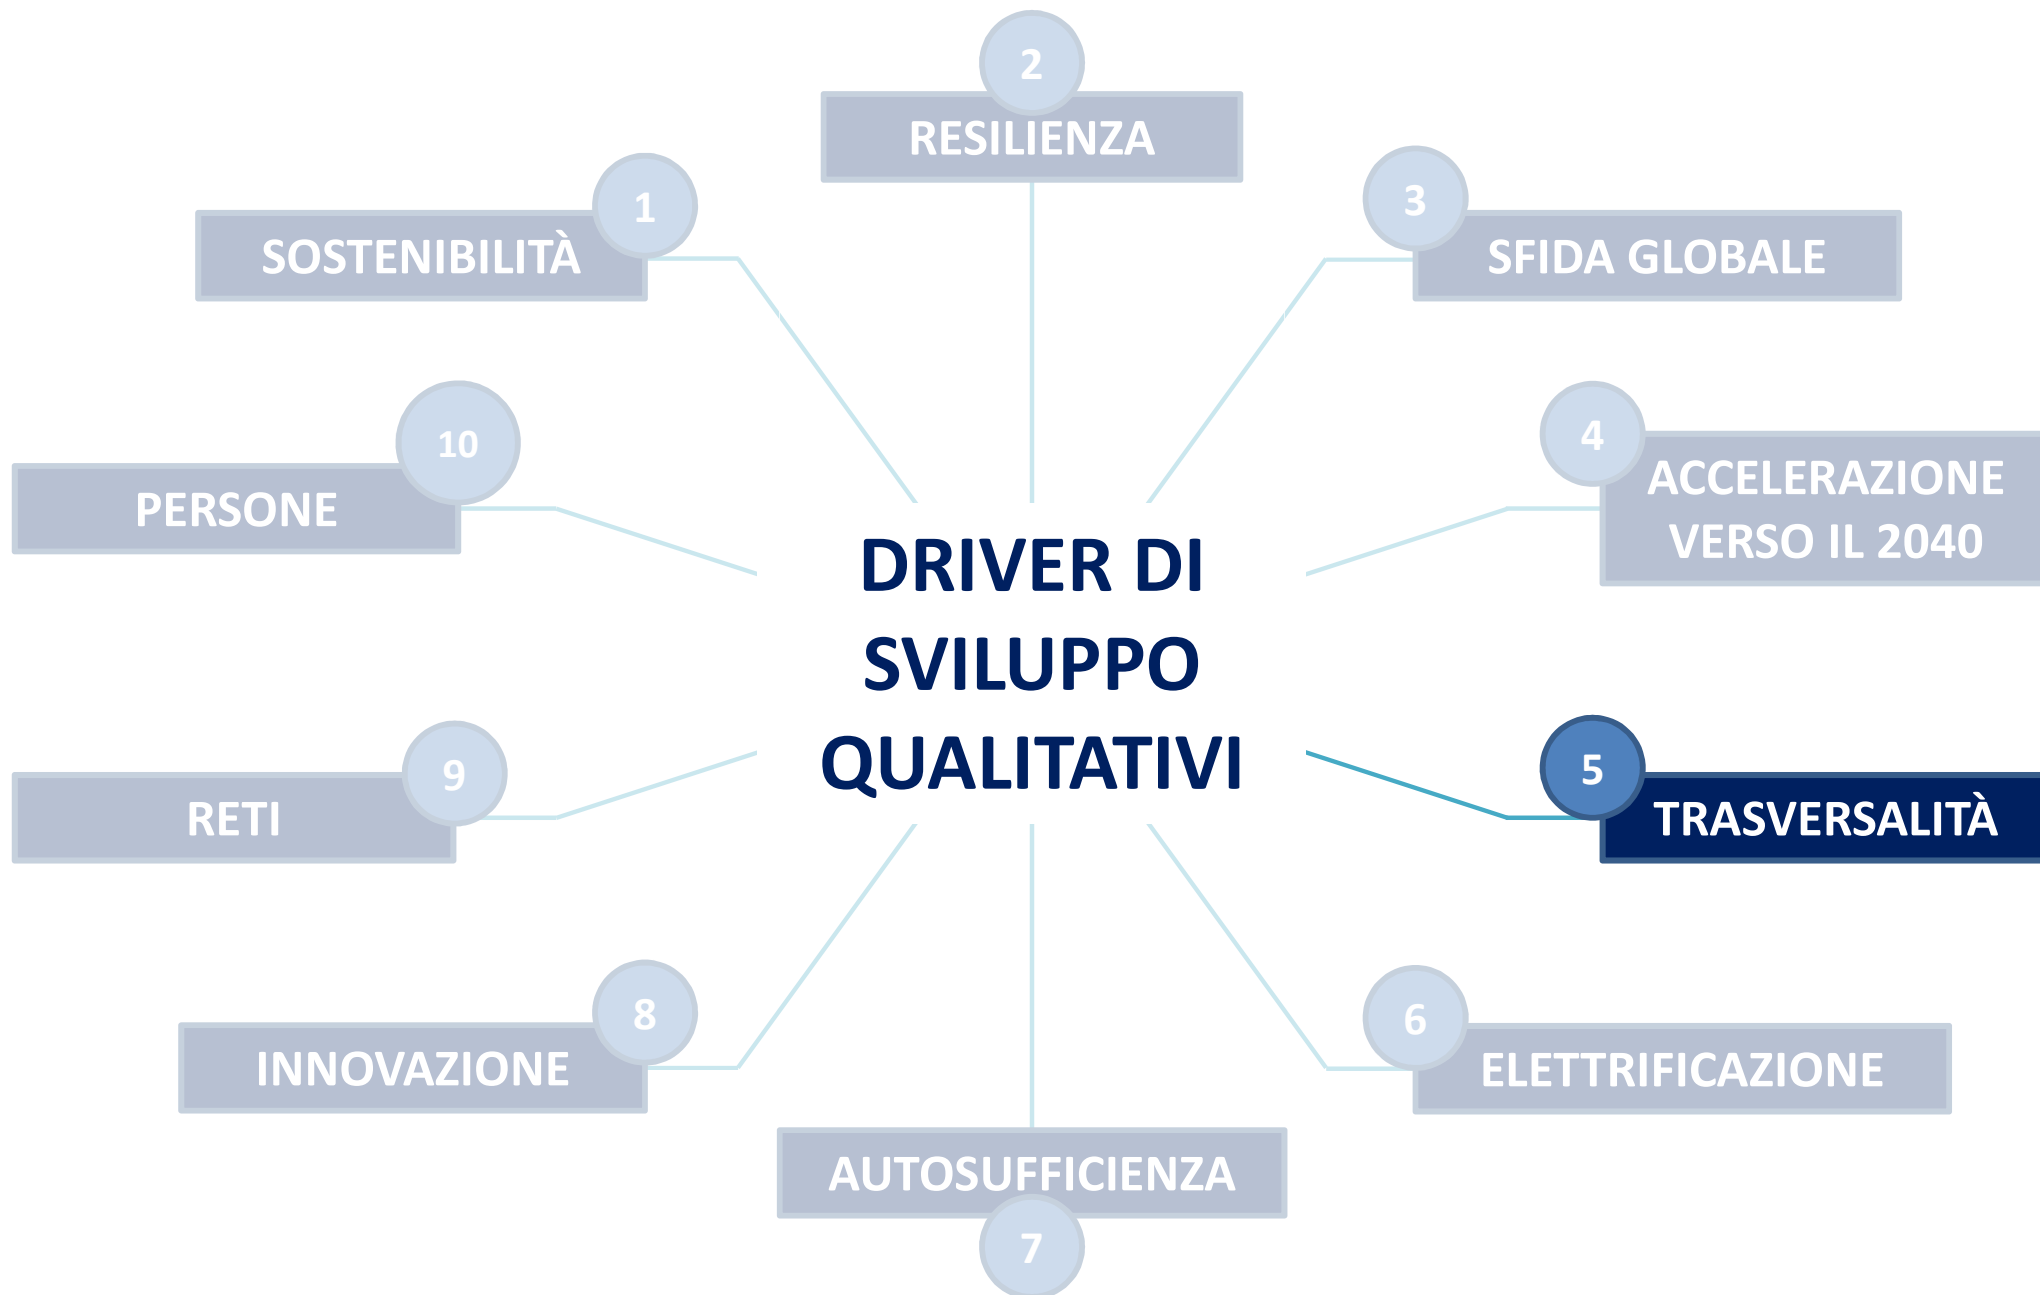 DRIVER DI
SVILUPPO
QUALITATIVI
1
SOSTENIBILITÀ
2
RESILIENZA
3
SFIDA GLOBALE
4
ACCELERAZIONE
VERSO IL 2040
5
TRASVERSALITÀ
6
ELETTRIFICAZIONE
7
AUTOSUFFICIENZA
8
INNOVAZIONE
9
RETI
10
PERSONE